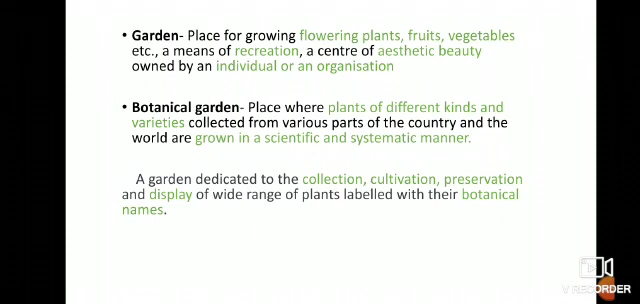 • Garden- Place for growing flowering plants, fruits, vegetables
etc., a means of recreation, a centre of aesthetic beauty
owned by an individual or an organisation
• Botanical garden- Place where plants of different kinds and
varieties collected from various parts of the country and the
world are grown in a scientific and systematic manner.
A garden dedicated to the collection, cultivation, preservation
and display of wide range of plants labelled with their botanical
names.
V RECORDER